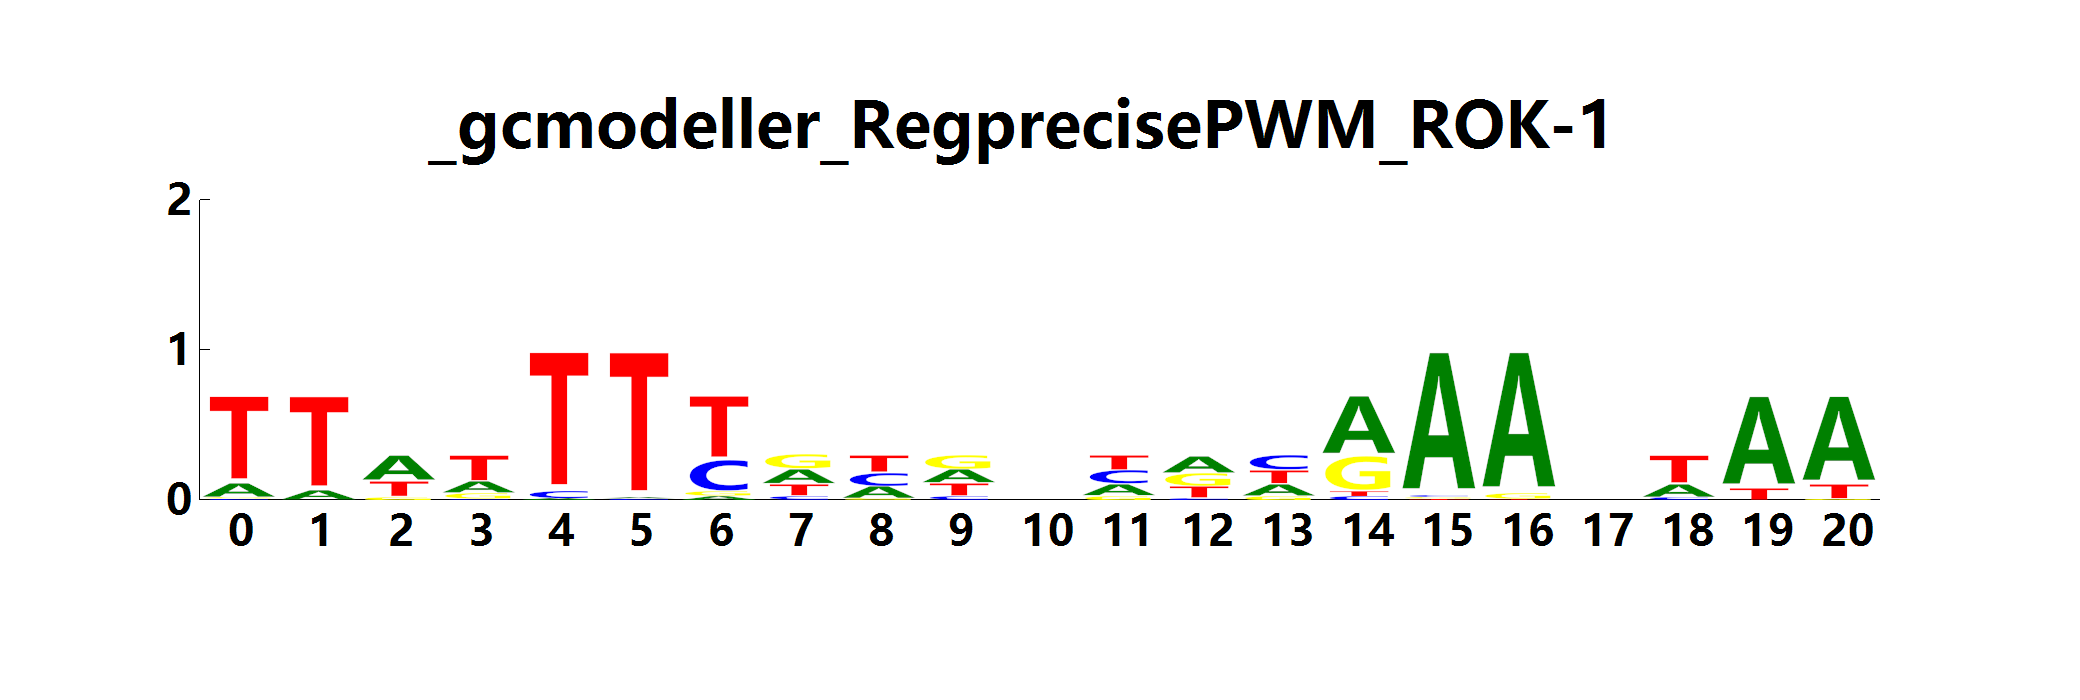 _gcmodeller_RegprecisePWM_ROK-1
2
1
0
T T A T T T T G T G T A C A A A T A A
A A T A C C A C A C G T G T
T A T C A A T T A T
0 1 2 3 4 5 6 7 8 9 10 11 12 13 14 15 16 17 18 19 20